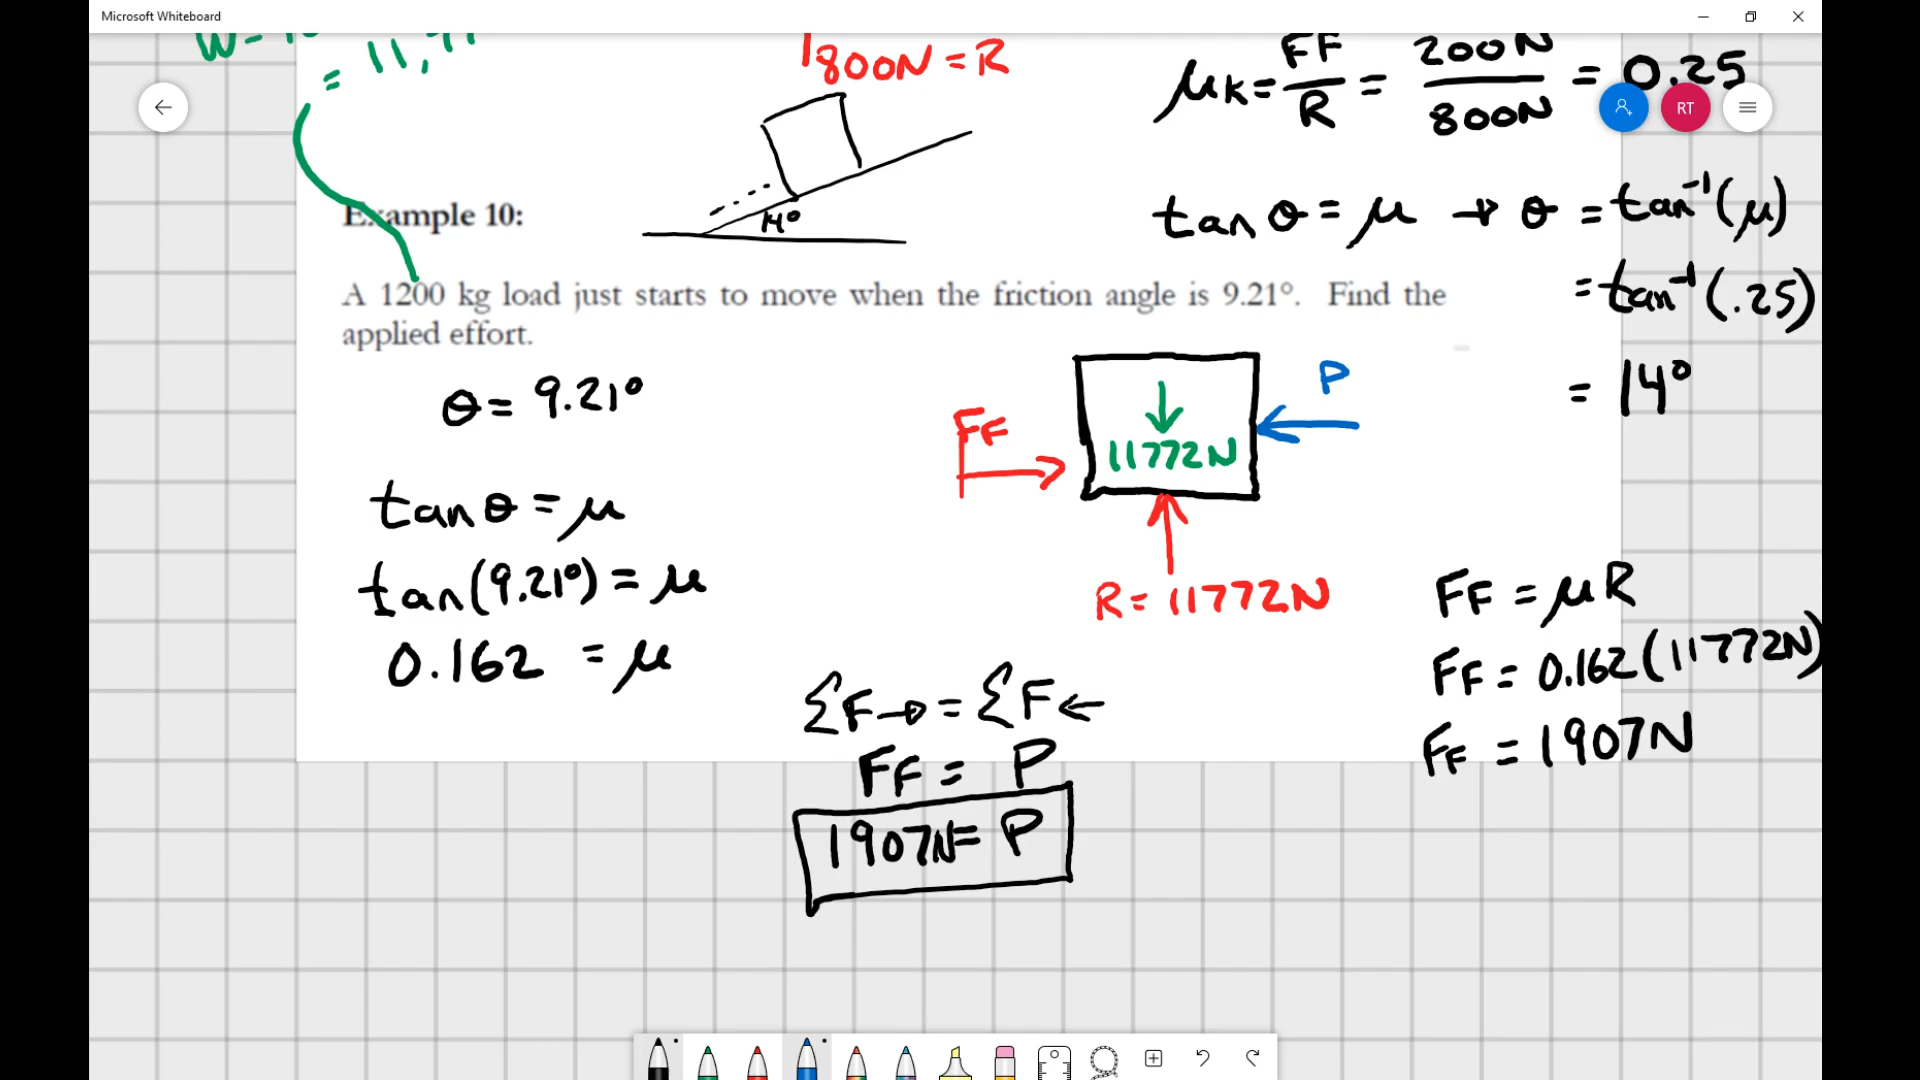 Microsoft Whiteboard
= 11,
800N = R
μK = FF/R = 200N/800N = 0.25
RT
14°
tan θ = μ → θ = tan⁻¹(μ)
= tan⁻¹(.25)
= 14°
Example 10:
A 1200 kg load just starts to move when the friction angle is 9.21°. Find the
applied effort.
θ = 9.21°
tan θ = μ
tan(9.21°) = μ
0.162 = μ
FF
11772N
P
R = 11772N
ΣF→ = ΣF←
FF = P
1907N = P
FF = μR
FF = 0.162(11772N)
FF = 1907N